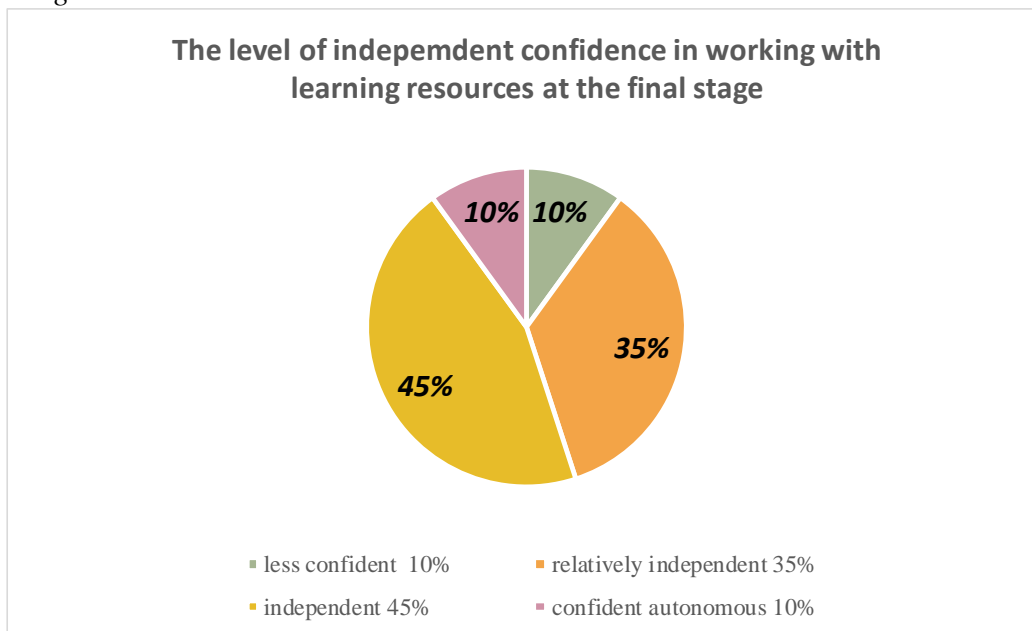 The level of indepemdent confidence in working with
learning resources at the final stage
10% 10%
35%
45%
less confident 10% relatively independent 35%
independent 45% confident autonomous 10%